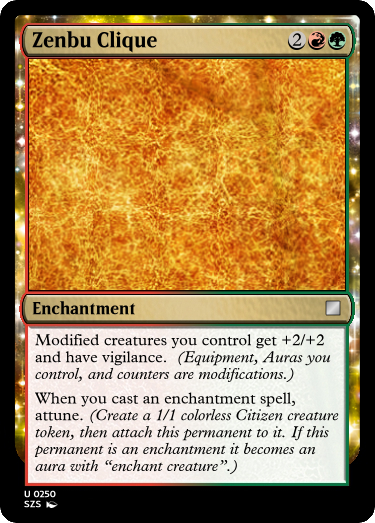 Zenbu Clique 2
Enchantment
Modified creatures you control get +2/+2
and have vigilance. (Equipment, Auras you
control, and counters are modifications.)
When you cast an enchantment spell,
attune. (Create a 1/1 colorless Citizen creature
token, then attach this permanent to it. If this
permanent is an enchantment it becomes an
aura with “enchant creature”.)
U 0250
SZS